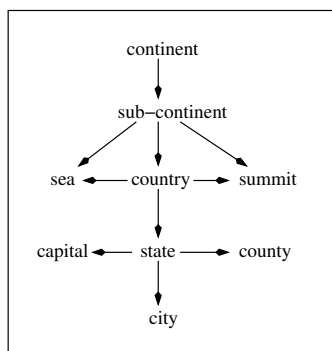 continent
sub−continent
sea country summit
capital state county
city